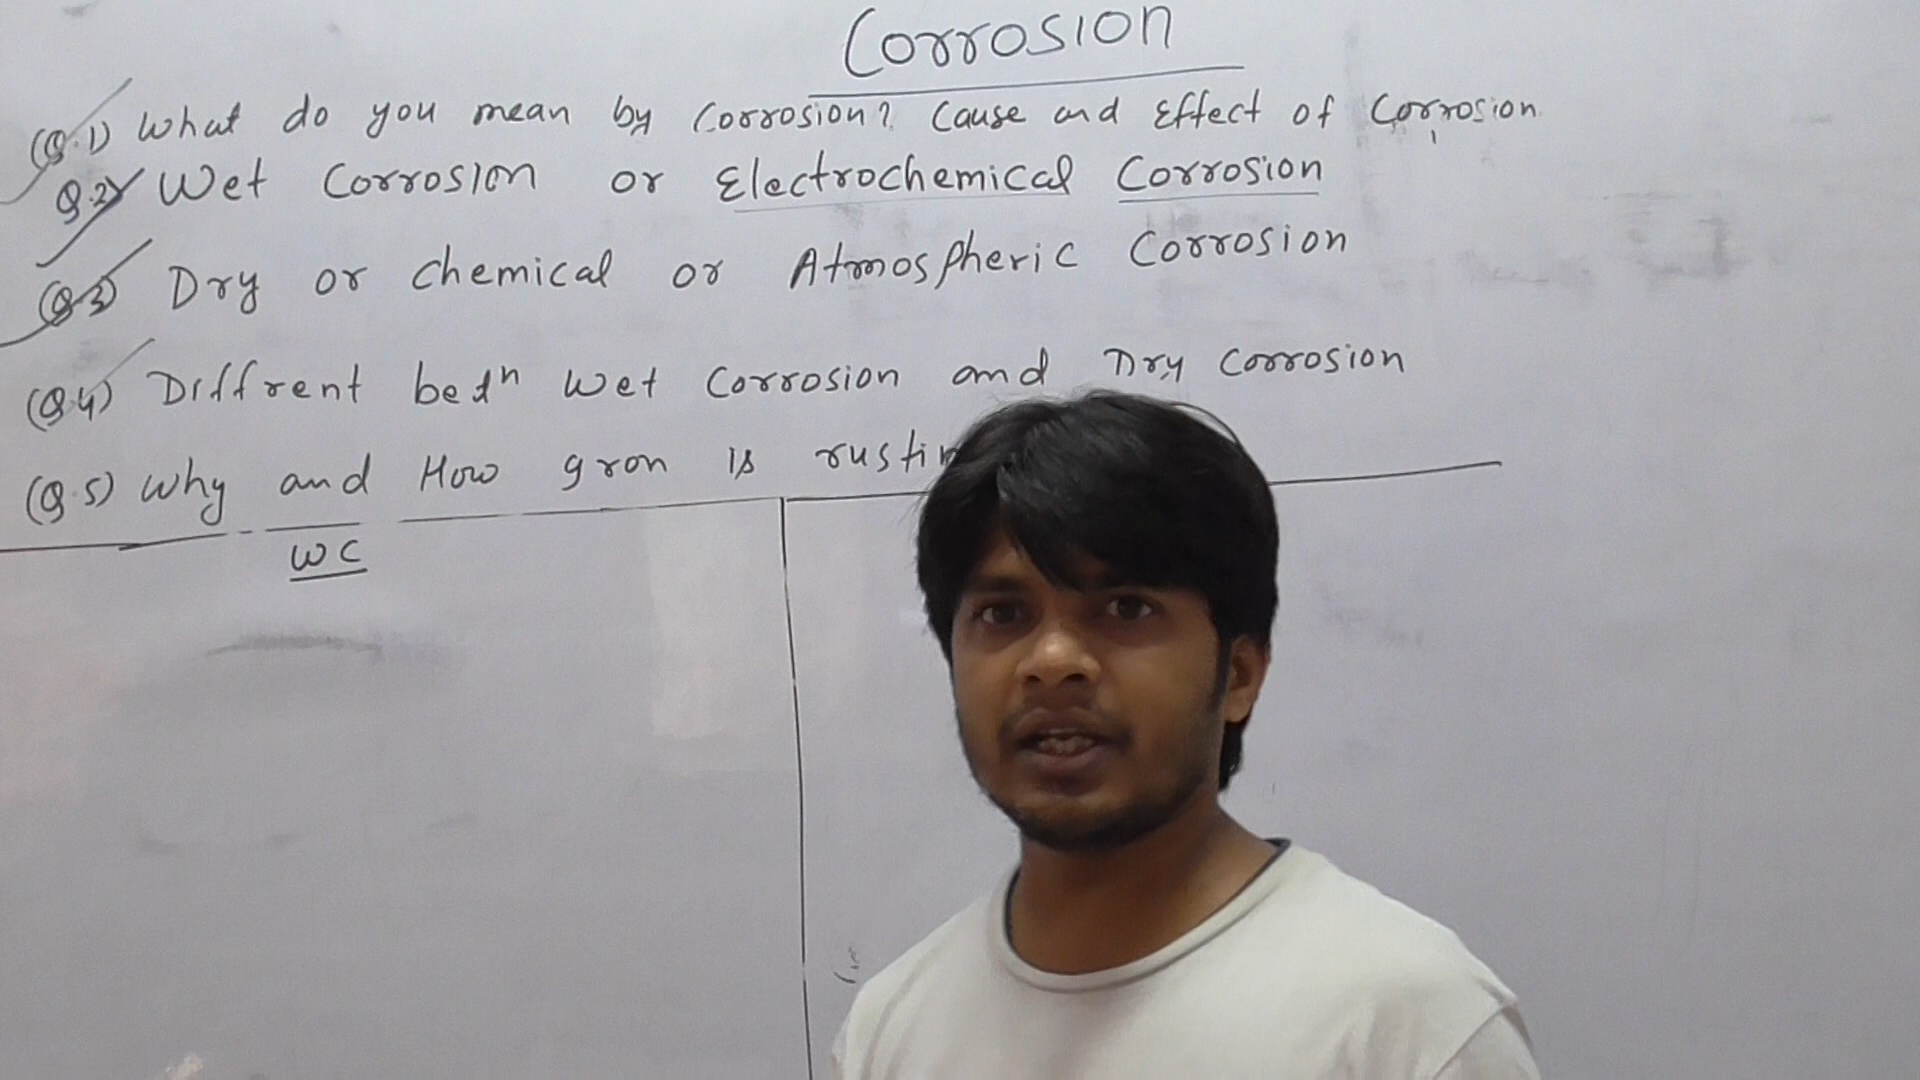 Corrosion
(Q.1) What do you mean by Corrosion? Cause and Effect of Corrosion
Q.2) Wet Corrosion or Electrochemical Corrosion
(Q.3) Dry or chemical or Atmospheric Corrosion
(Q.4) Diffrent betn Wet Corrosion and Dry Corrosion
(Q.5) Why and How Iron is
WC